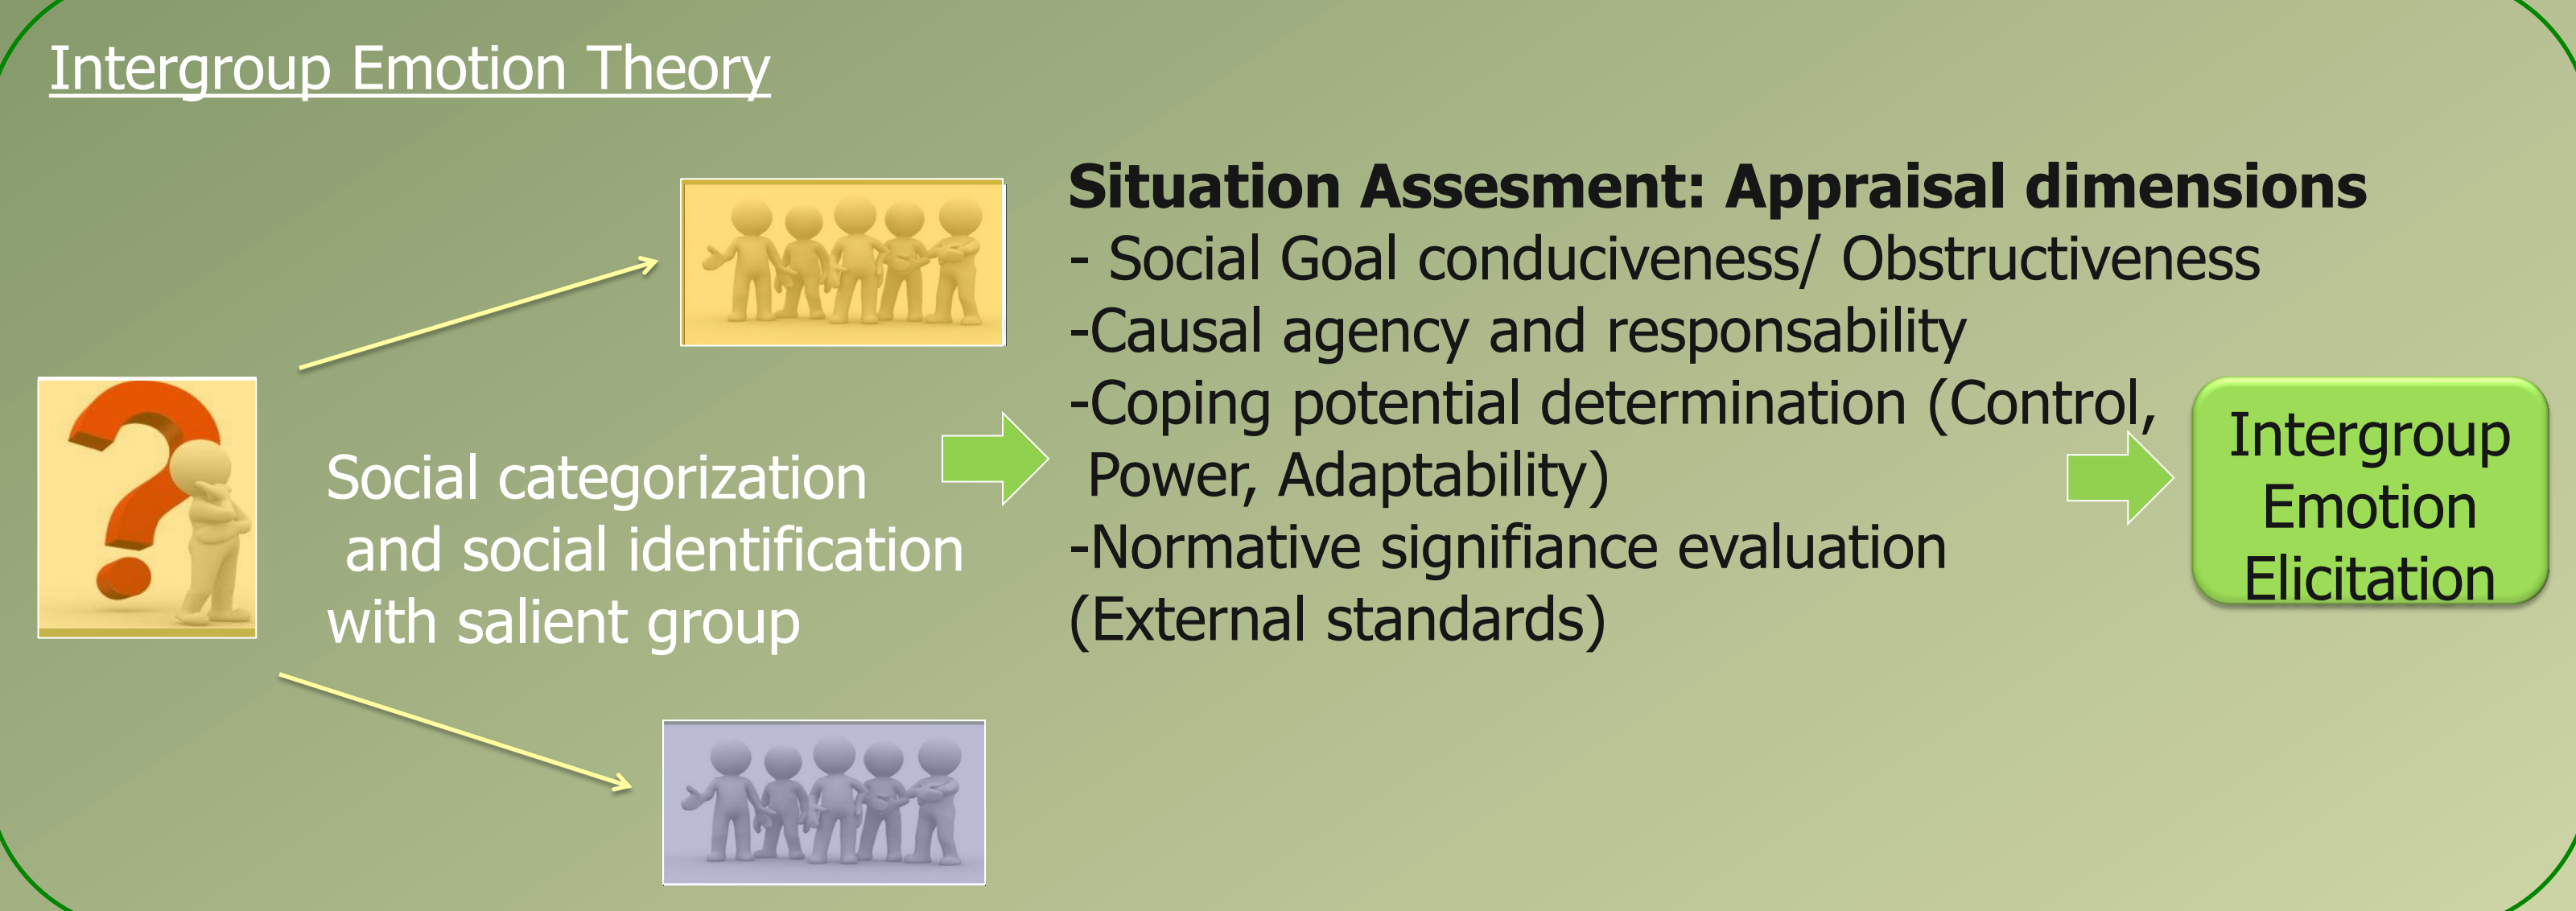 Intergroup Emotion Theory
Social categorization
and social identification
with salient group
Situation Assesment: Appraisal dimensions
- Social Goal conduciveness/ Obstructiveness
-Causal agency and responsability
-Coping potential determination (Control,
Power, Adaptability)
-Normative signifiance evaluation
(External standards)
Intergroup
Emotion
Elicitation